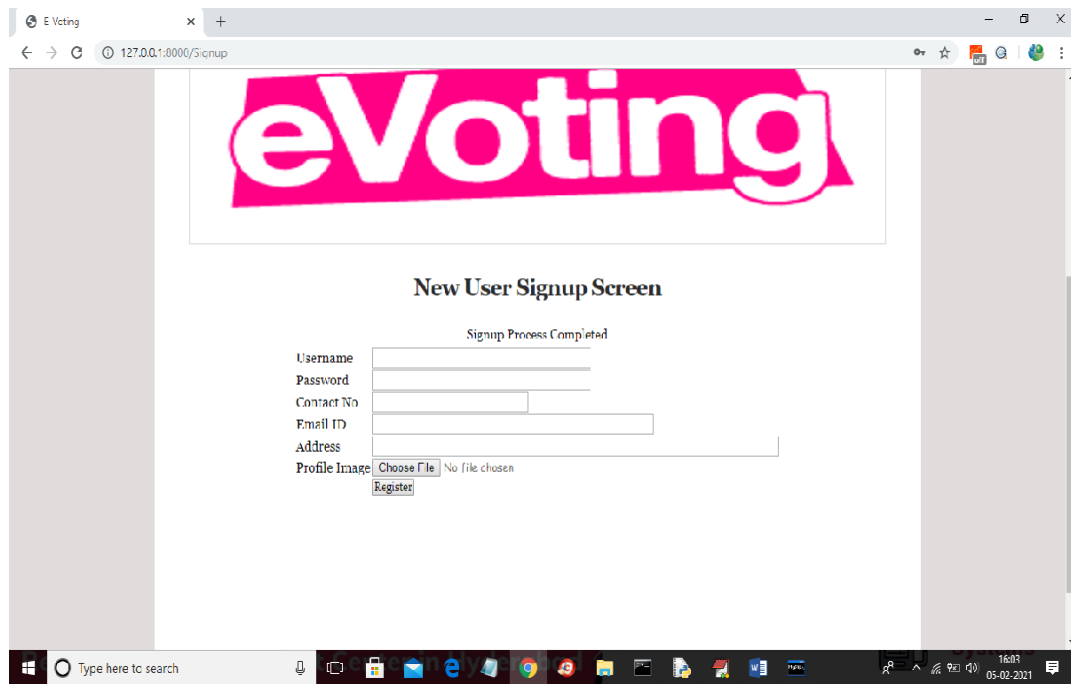 E Voting
127.0.0.1:8000/Signup
off
eVoting
New User Signup Screen
Signup Process Completed
Username
Password
Contact No
Email ID
Address
Profile Image Choose File No file chosen
Register
Type here to search
16:03
05-02-2021